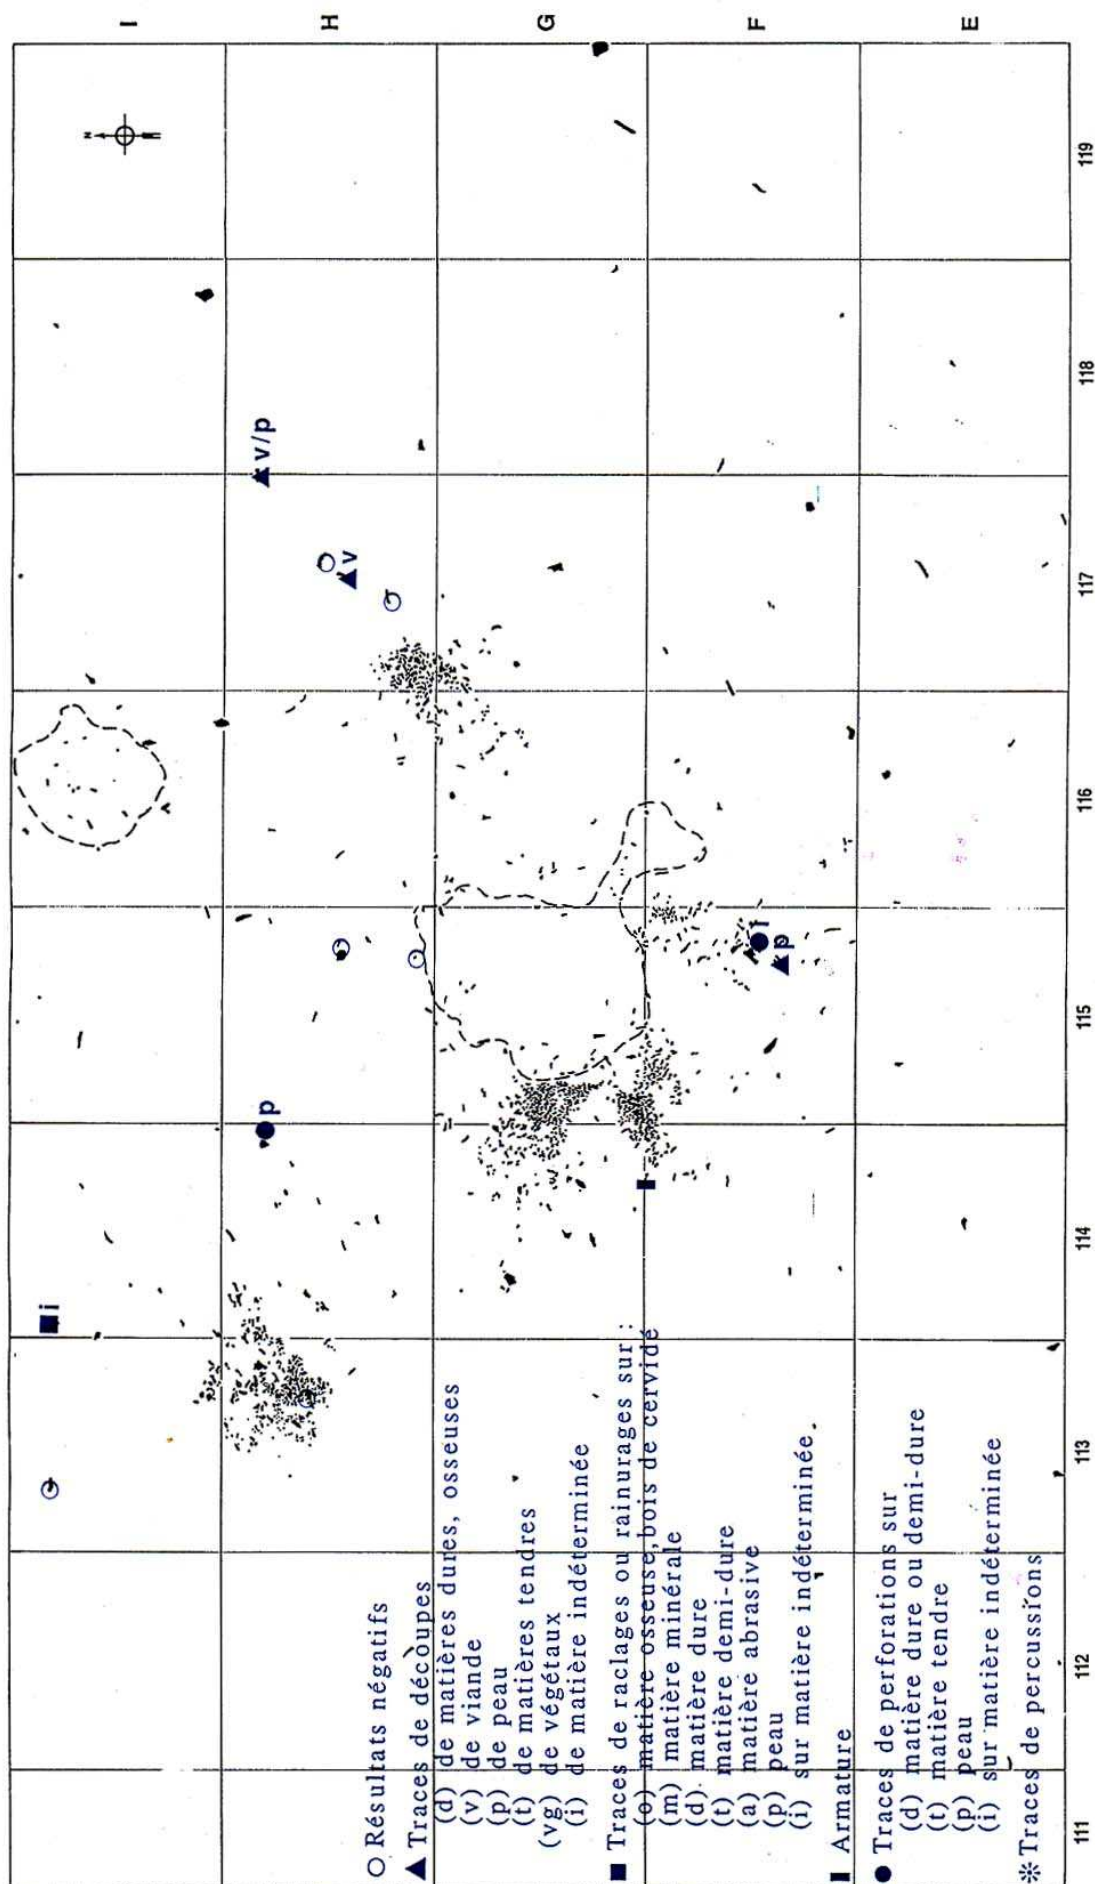 I
H
G
F
E
N
v/p
v
p
i
p
○ Résultats négatifs
▲ Traces de découpes
(d) de matières dures, osseuses
(v) de viande
(p) de peau
(t) de matières tendres
(vg) de végétaux
(i) de matière indéterminée
■ Traces de raclages ou rainurages sur :
(o) matière osseuse, bois de cervidé
(m) matière minérale
(d) matière dure
(t) matière demi-dure
(a) matière abrasive
(p) peau
(i) sur matière indéterminée
▮ Armature
● Traces de perforations sur
(d) matière dure ou demi-dure
(t) matière tendre
(p) peau
(i) sur matière indéterminée
Traces de percussions
111
112
113
114
115
116
117
118
119